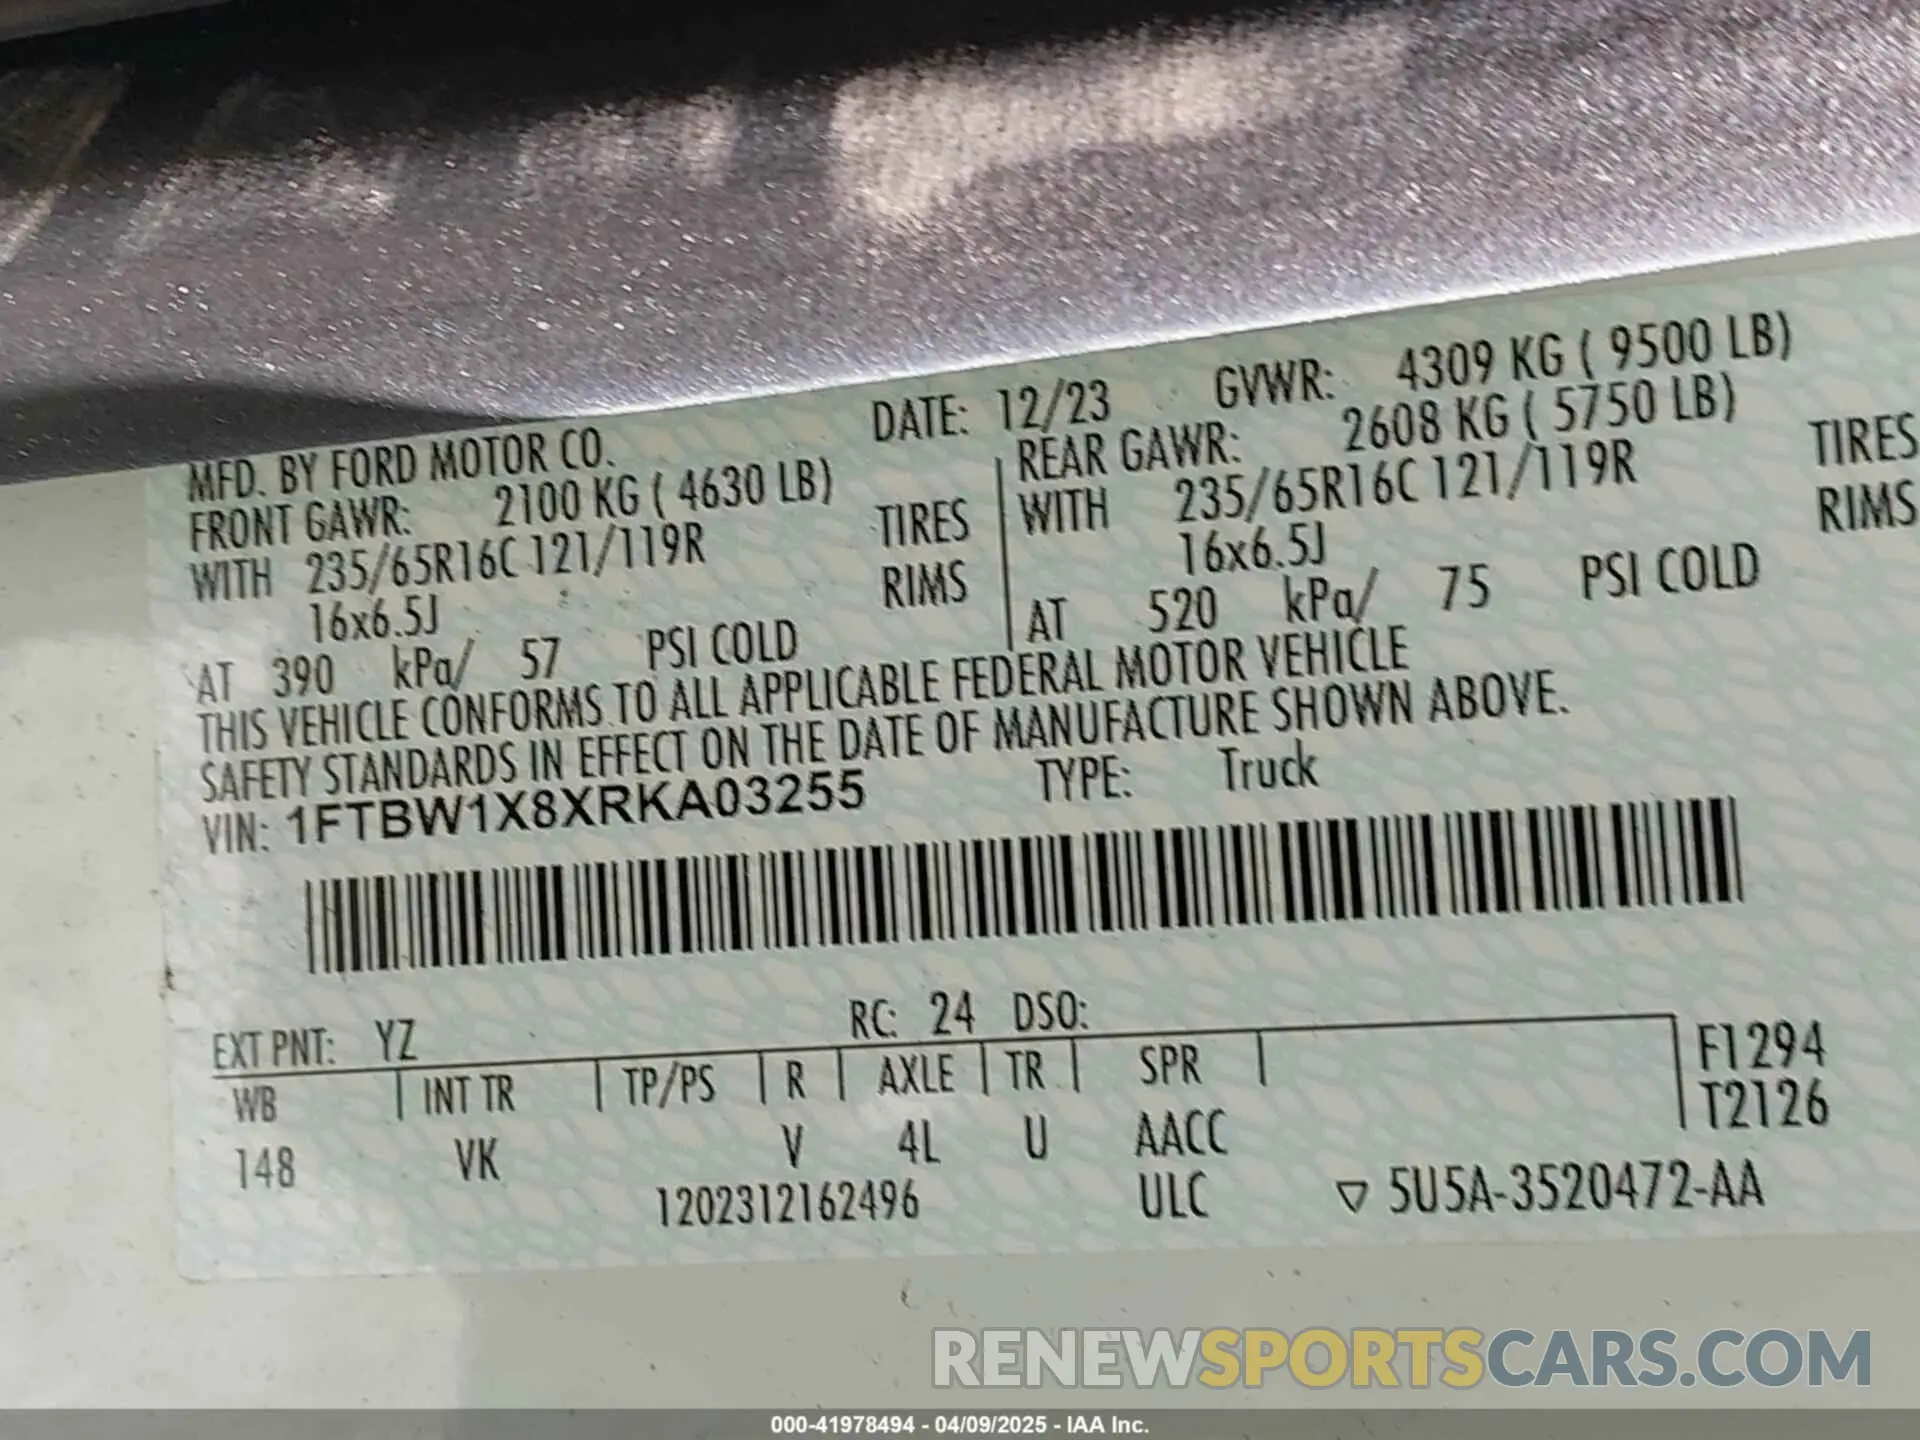 MFD. BY FORD MOTOR CO. DATE: 12/23 GVWR: 4309 KG ( 9500 LB)
FRONT GAWR: 2100 KG ( 4630 LB) REAR GAWR: 2608 KG ( 5750 LB)
WITH 235/65R16C 121/119R TIRES WITH 235/65R16C 121/119R TIRES
16x6.5J RIMS 16x6.5J RIMS
AT 390 kPa/ 57 PSI COLD AT 520 kPa/ 75 PSI COLD
THIS VEHICLE CONFORMS TO ALL APPLICABLE FEDERAL MOTOR VEHICLE
SAFETY STANDARDS IN EFFECT ON THE DATE OF MANUFACTURE SHOWN ABOVE.
VIN: 1FTBW1X8XRKA03255 TYPE: Truck
EXT PNT: YZ RC: 24 DSO:
WB INT TR TP/PS R AXLE TR SPR F1294
T2126
148 VK V 4L U AACC
1202312162496 ULC ▽ 5U5A-3520472-AA
RENEWSPORTSCARS.COM
000-41978494 - 04/09/2025 - IAA Inc.